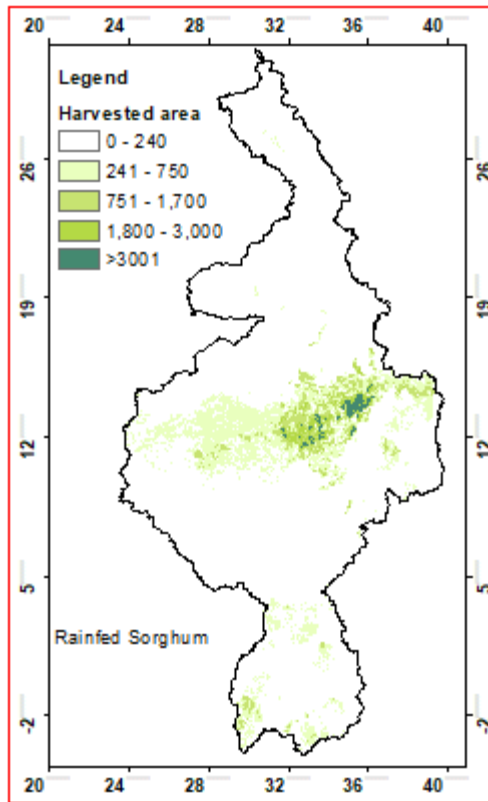 20 24 28 32 36 40
Legend
Harvested area
0 - 240
241 - 750
751 - 1,700
1,800 - 3,000
>3001
26 26
19 19
12 12
5 5
Rainfed Sorghum
-2 -2
20 24 28 32 36 40